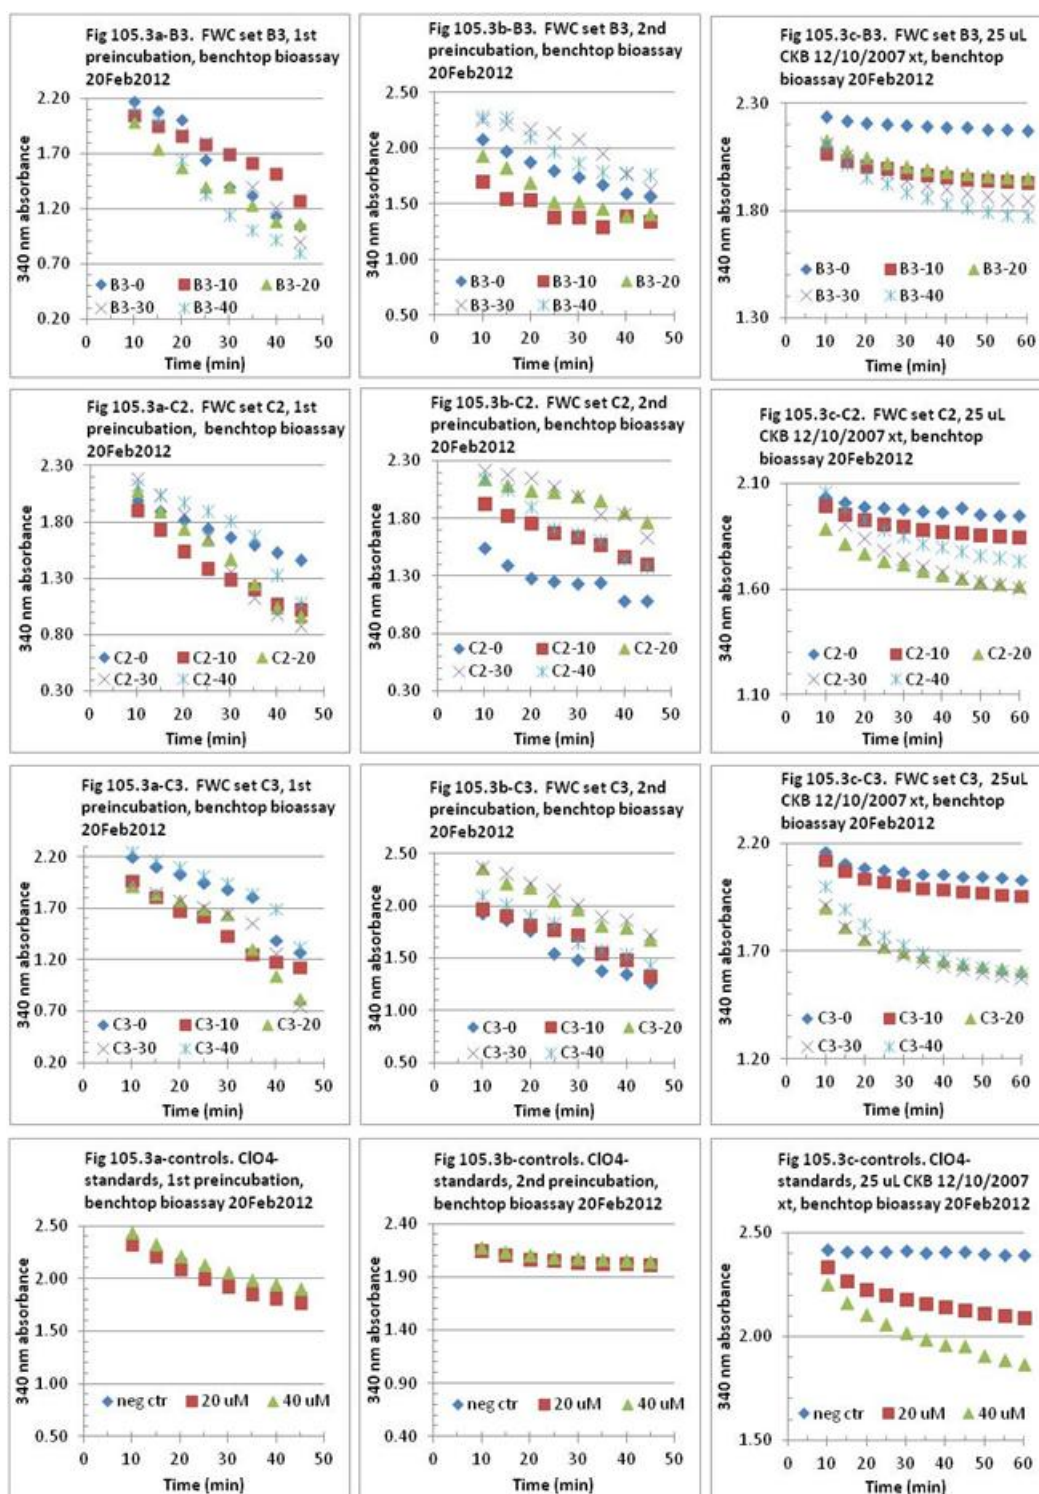 Fig 105.3a-B3. FWC set B3, 1st
preincubation, benchtop bioassay
20Feb2012
340 nm absorbance
2.20
1.70
1.20
0.70
0.20
B3-0 B3-10 B3-20
B3-30 B3-40
0 10 20 30 40 50
Time (min)
Fig 105.3b-B3. FWC set B3, 2nd
preincubation, benchtop bioassay
20Feb2012
340 nm absorbance
2.50
2.00
1.50
1.00
0.50
B3-0 B3-10 B3-20
B3-30 B3-40
0 10 20 30 40 50
Time (min)
Fig 105.3c-B3. FWC set B3, 25 uL
CKB 12/10/2007 xt, benchtop
bioassay 20Feb2012
340 nm absorbance
2.30
1.80
1.30
B3-0 B3-10 B3-20
B3-30 B3-40
0 10 20 30 40 50 60
Time (min)
Fig 105.3a-C2. FWC set C2, 1st
preincubation, benchtop bioassay
20Feb2012
340 nm absorbance
2.30
1.80
1.30
0.80
0.30
C2-0 C2-10 C2-20
C2-30 C2-40
0 10 20 30 40 50
Time (min)
Fig 105.3b-C2. FWC set C2, 2nd
preincubation, benchtop bioassay
20Feb2012
340 nm absorbance
2.30
1.80
1.30
0.80
0.30
C2-0 C2-10 C2-20
C2-30 C2-40
0 10 20 30 40 50
Time (min)
Fig 105.3c-C2. FWC set C2, 25 uL
CKB 12/10/2007 xt, benchtop
bioassay 20Feb2012
340 nm absorbance
2.10
1.60
1.10
C2-0 C2-10 C2-20
C2-30 C2-40
0 10 20 30 40 50 60
Time (min)
Fig 105.3a-C3. FWC set C3, 1st
preincubation, benchtop bioassay
20Feb2012
340 nm absorbance
2.20
1.70
1.20
0.70
0.20
C3-0 C3-10 C3-20
C3-30 C3-40
0 10 20 30 40 50
Time (min)
Fig 105.3b-C3. FWC set C3, 2nd
preincubation, benchtop bioassay
20Feb2012
340 nm absorbance
2.50
2.00
1.50
1.00
0.50
C3-0 C3-10 C3-20
C3-30 C3-40
0 10 20 30 40 50
Time (min)
Fig 105.3c-C3. FWC set C3, 25uL
CKB 12/10/2007 xt, benchtop
bioassay 20Feb2012
340 nm absorbance
2.20
1.70
1.20
C3-0 C3-10 C3-20
C3-30 C3-40
0 10 20 30 40 50 60
Time (min)
Fig 105.3a-controls. ClO4-
standards, 1st preincubation,
benchtop bioassay 20Feb2012
340 nm absorbance
2.50
2.00
1.50
1.00
0.50
neg ctr 20 uM 40 uM
0 10 20 30 40 50
Time (min)
Fig 105.3b-controls. ClO4-
standards, 2nd preincubation,
benchtop bioassay 20Feb2012
340 nm absorbance
2.40
1.90
1.40
0.90
0.40
neg ctr 20 uM 40 uM
0 10 20 30 40 50
Time (min)
Fig 105.3c-controls. ClO4-
standards, 25 uL CKB 12/10/2007
xt, benchtop bioassay 20Feb2012
340 nm absorbance
2.50
2.00
1.50
neg ctr 20 uM 40 uM
0 10 20 30 40 50 60
Time (min)